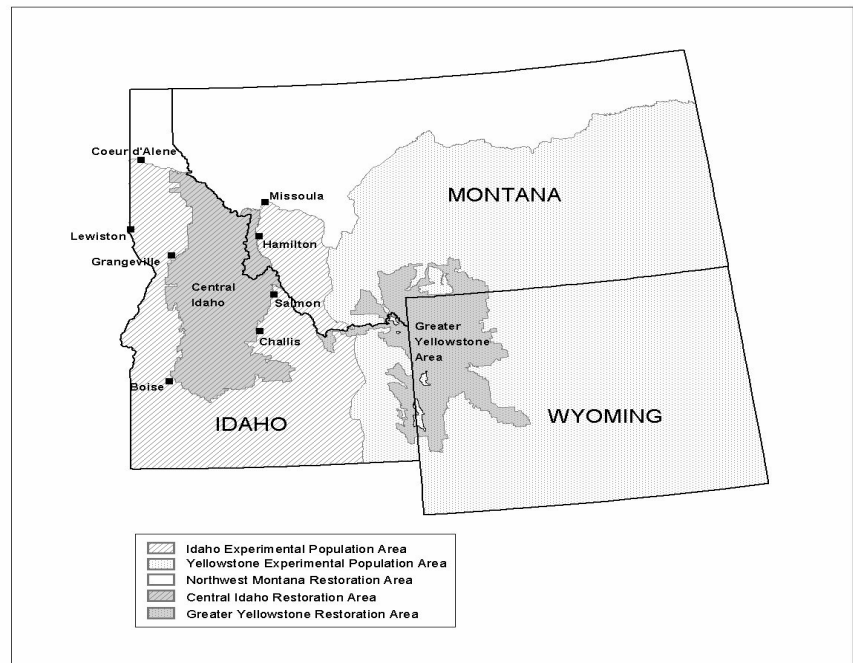 Coeur d'Alene
Missoula
MONTANA
Lewiston
Hamilton
Grangeville
Central
Idaho
Salmon
Greater
Yellowstone
Area
Challis
Boise
IDAHO
WYOMING
Idaho Experimental Population Area
Yellowstone Experimental Population Area
Northwest Montana Restoration Area
Central Idaho Restoration Area
Greater Yellowstone Restoration Area